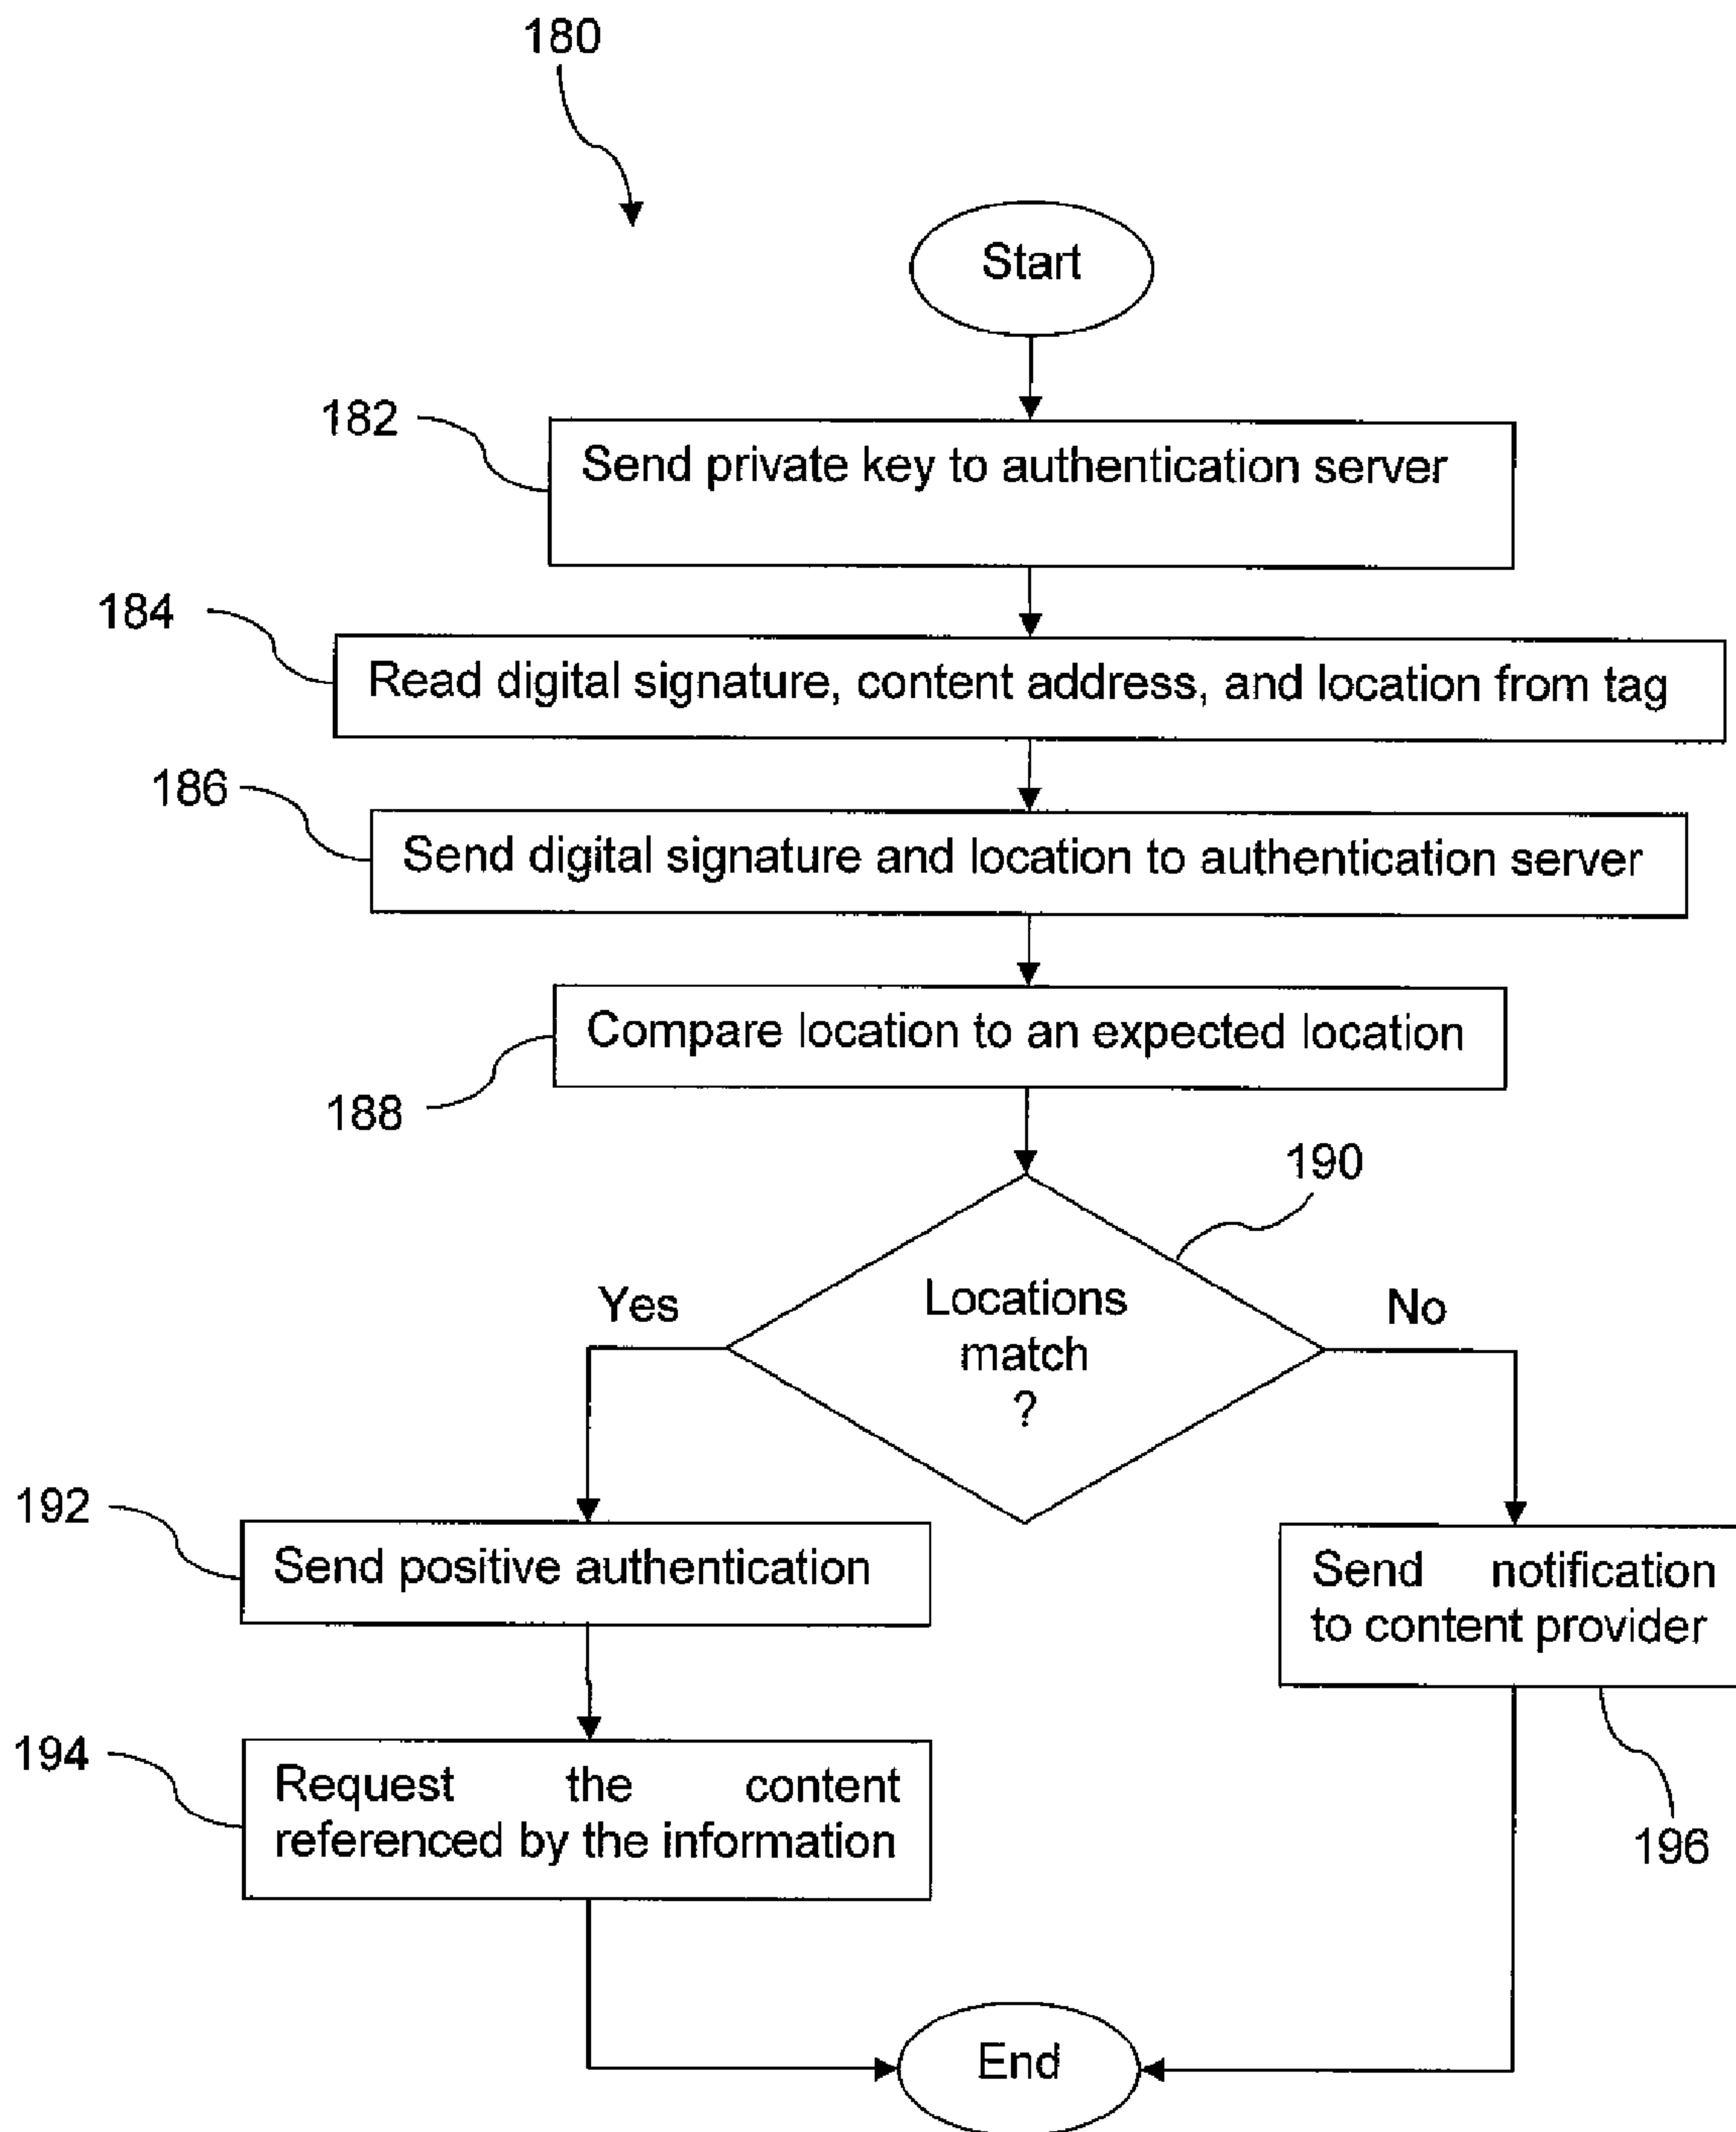 180
Start
182
Send private key to authentication server
184
Read digital signature, content address, and location from tag
186
Send digital signature and location to authentication server
Compare location to an expected location
188
190
Yes
Locations
match
?
No
192
Send positive authentication
Send notification
to content provider
194
Request the content
referenced by the information
196
End